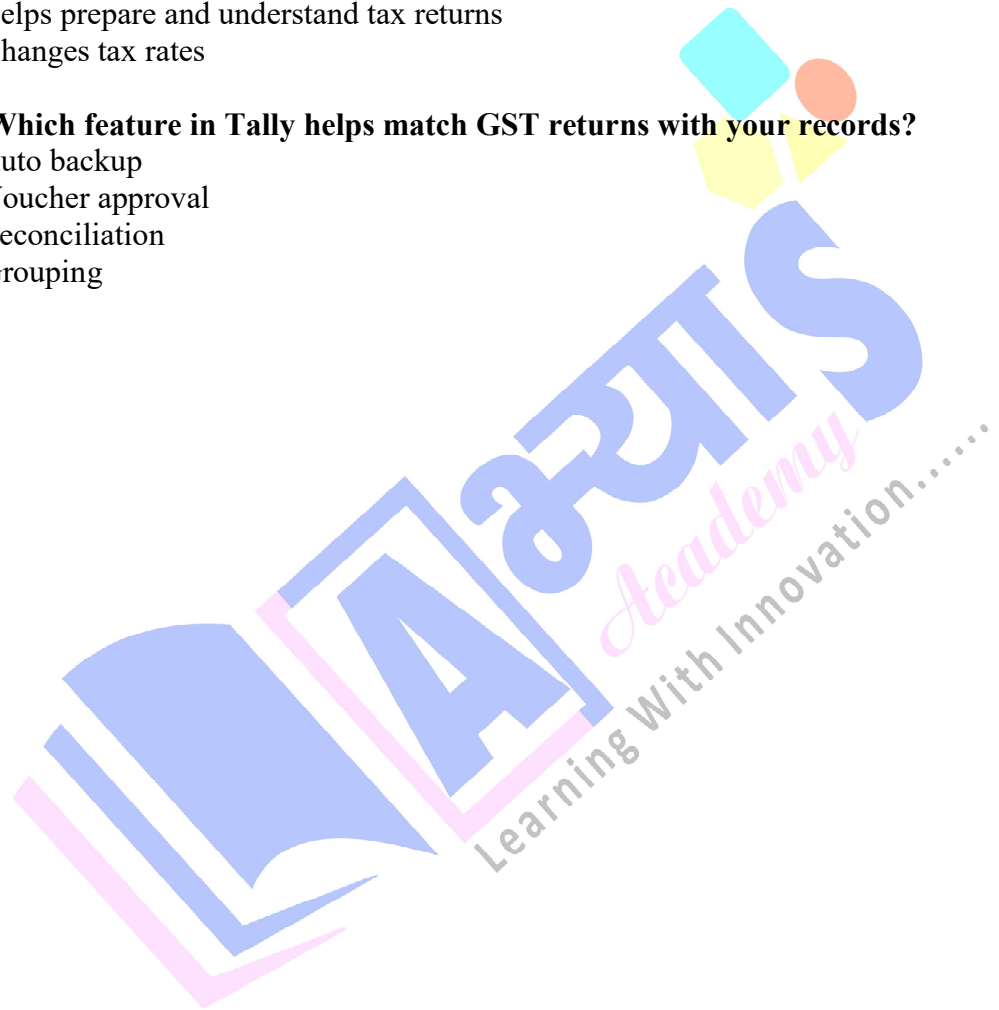 elps prepare and understand tax returns
hanges tax rates
Which feature in Tally helps match GST returns with your records?
uto backup
oucher approval
econciliation
rouping
A
अभ्यास
Academy
Learning With Innovation......